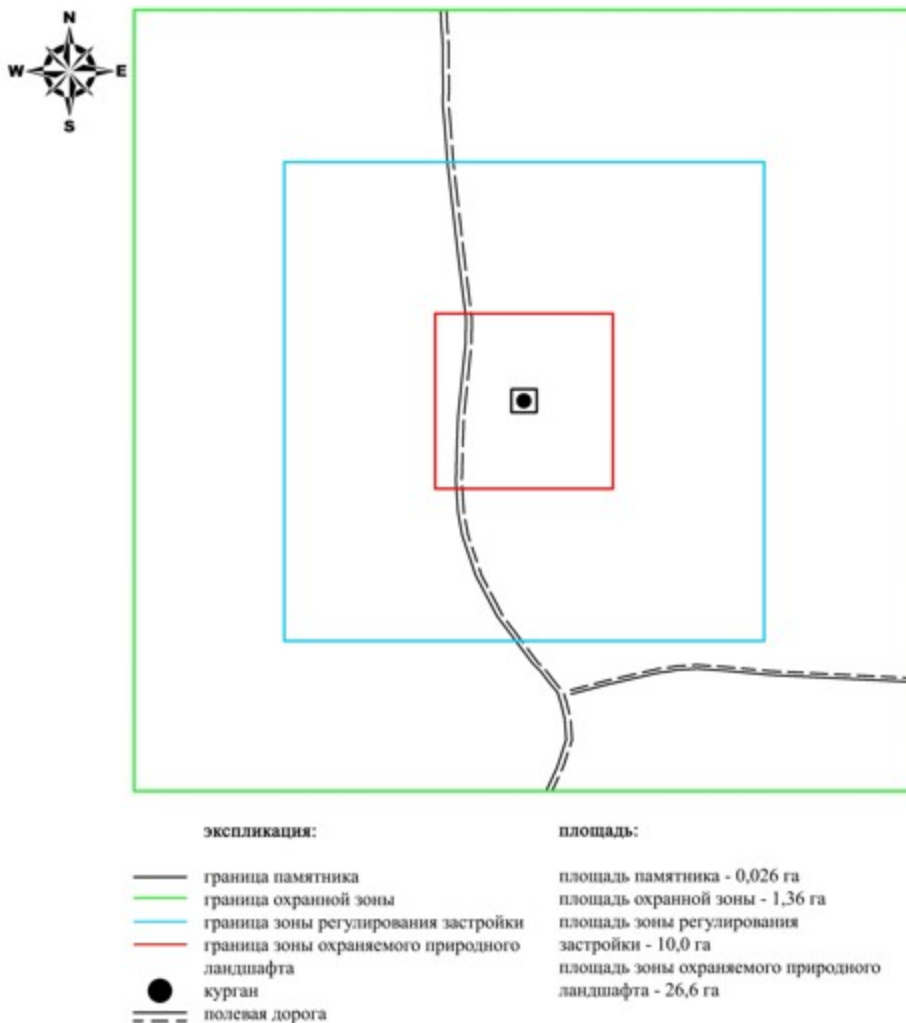 N
W E
S
экспликация:
граница памятника
граница охранной зоны
граница зоны регулирования застройки
граница зоны охраняемого природного
ландшафта
курган
полевая дорога
площадь:
площадь памятника - 0,026 га
площадь охранной зоны - 1,36 га
площадь зоны регулирования
застройки - 10,0 га
площадь зоны охраняемого природного
ландшафта - 26,6 га